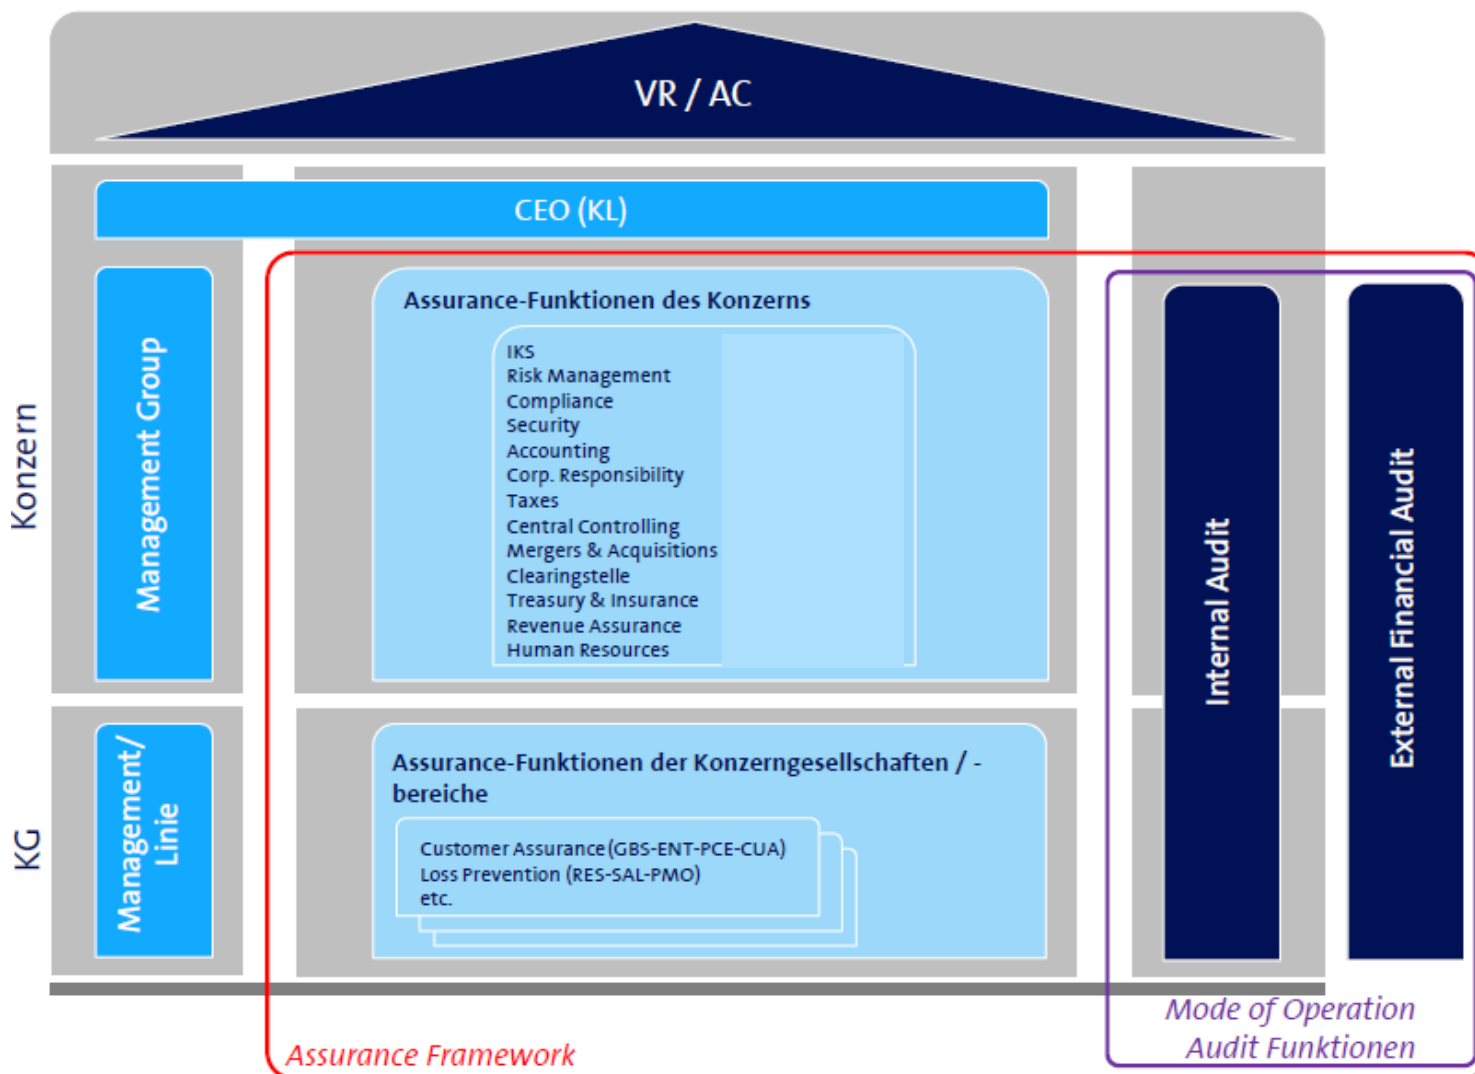 VR / AC
CEO (KL)
Konzern
Management Group
Assurance-Funktionen des Konzerns
IKS
Risk Management
Compliance
Security
Accounting
Corp. Responsibility
Taxes
Central Controlling
Mergers & Acquisitions
Clearingstelle
Treasury & Insurance
Revenue Assurance
Human Resources
Internal Audit
External Financial Audit
KG
Management/
Linie
Assurance-Funktionen der Konzerngesellschaften / -
bereiche
Customer Assurance (GBS-ENT-PCE-CUA)
Loss Prevention (RES-SAL-PMO)
etc.
Assurance Framework
Mode of Operation
Audit Funktionen